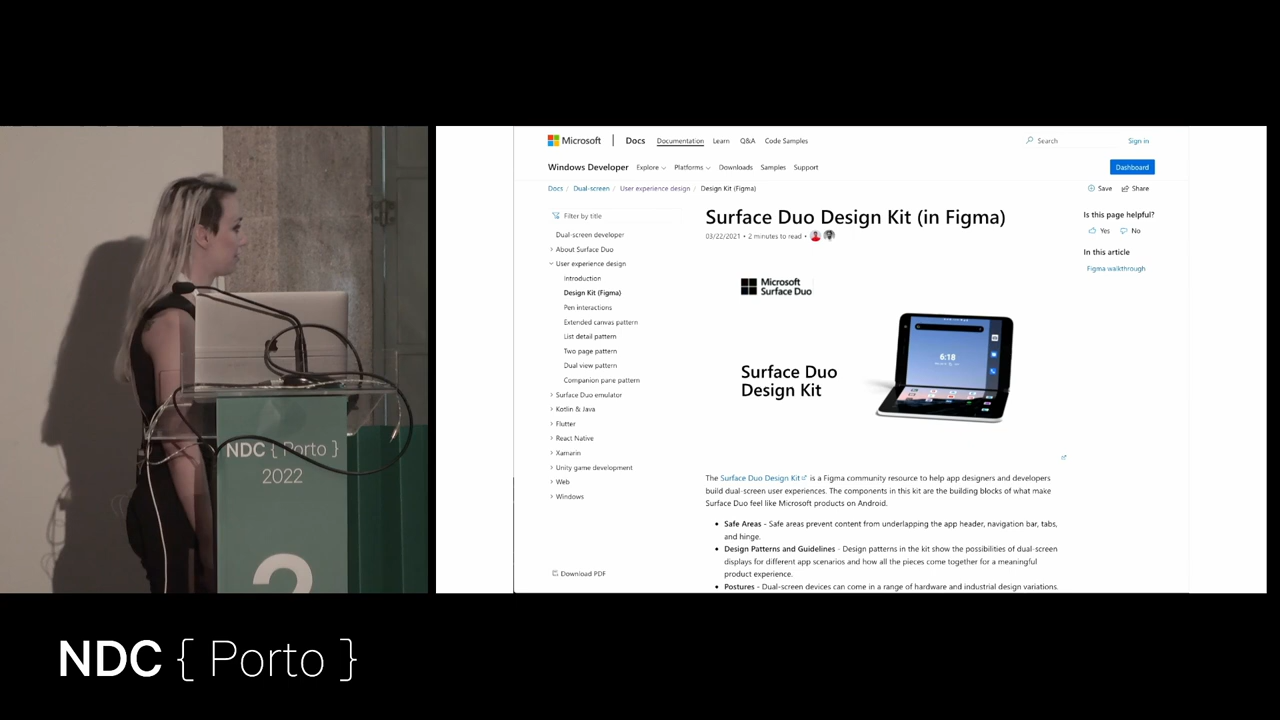 NDC { Porto }
2022
2
Microsoft
Docs
Documentation
Learn
Q&A
Code Samples
Search
Sign in
Windows Developer
Explore
Platforms
Downloads
Samples
Support
Dashboard
Docs / Dual-screen / User experience design / Design Kit (Figma)
Save
Share
Filter by title
Dual-screen developer
About Surface Duo
User experience design
Introduction
Design Kit (Figma)
Pen interactions
Extended canvas pattern
List detail pattern
Two page pattern
Dual view pattern
Companion pane pattern
Surface Duo emulator
Kotlin & Java
Flutter
React Native
Xamarin
Unity game development
Web
Windows
Download PDF
Surface Duo Design Kit (in Figma)
03/22/2021 • 2 minutes to read •
Microsoft
Surface Duo
Surface Duo
Design Kit
6:18
The Surface Duo Design Kit is a Figma community resource to help app designers and developers
build dual-screen user experiences. The components in this kit are the building blocks of what make
Surface Duo feel like Microsoft products on Android.
• Safe Areas - Safe areas prevent content from underlapping the app header, navigation bar, tabs,
and hinge.
• Design Patterns and Guidelines - Design patterns in the kit show the possibilities of dual-screen
displays for different app scenarios and how all the pieces come together for a meaningful
product experience.
• Postures - Dual-screen devices can come in a range of hardware and industrial design variations.
Is this page helpful?
Yes
No
In this article
Figma walkthrough
NDC { Porto }